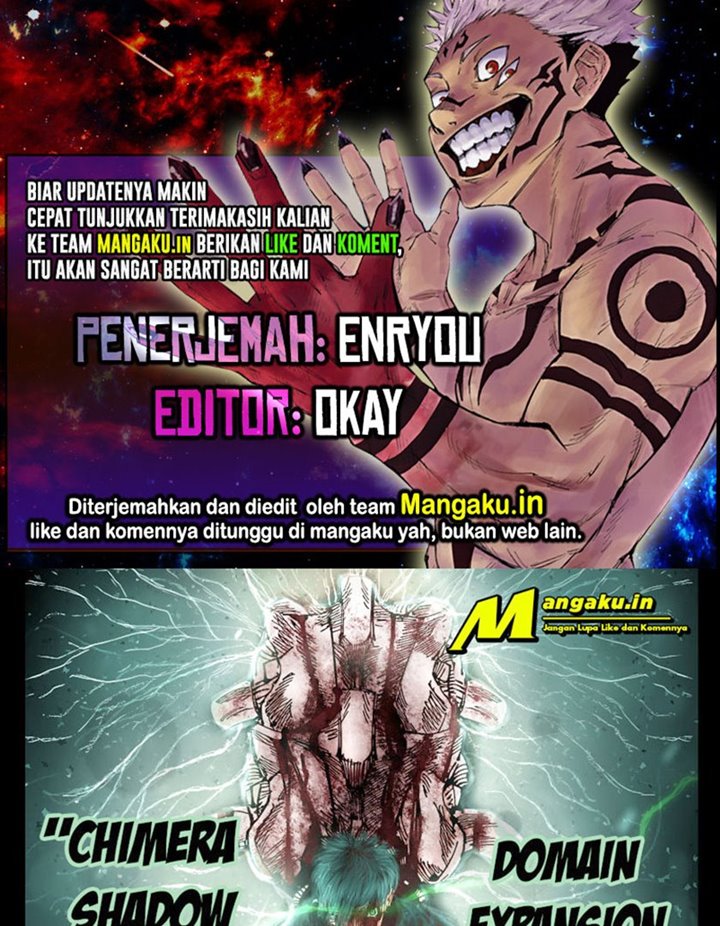 BIAR UPDATENYA MAKIN
CEPAT TUNJUKKAN TERIMAKASIH KALIAN
KE TEAM MANGAKU.IN BERIKAN LIKE DAN KOMENT,
ITU AKAN SANGAT BERARTI BAGI KAMI
PENERJEMAH: ENRYOU
EDITOR: OKAY
Diterjemahkan dan diedit oleh team Mangaku.in
like dan komennya ditunggu di mangaku yah, bukan web lain.
Mangaku.in
Jangan Lupa Like dan Komennya
"CHIMERA
SHADOW
DOMAIN
EXPANSION